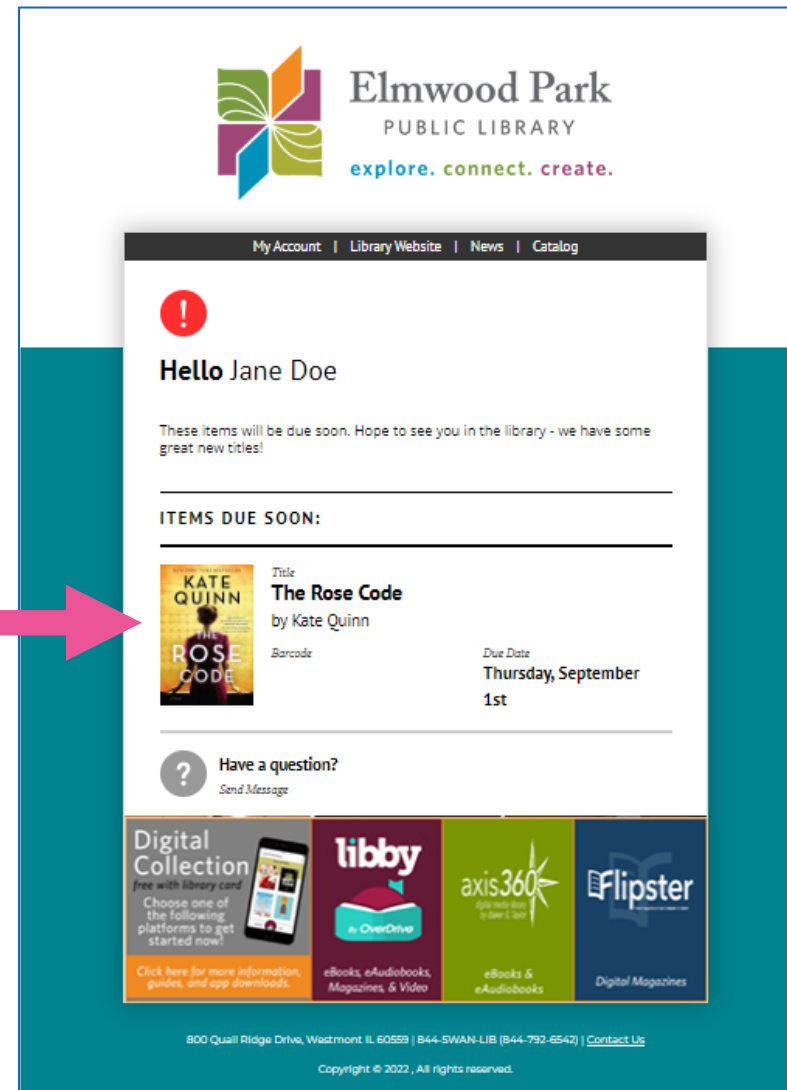 Elmwood Park
PUBLIC LIBRARY
explore. connect. create.
My Account | Library Website | News | Catalog
!
Hello Jane Doe
These items will be due soon. Hope to see you in the library - we have some
great new titles!
ITEMS DUE SOON:
KATE
QUINN
THE
ROSE
CODE
Title
The Rose Code
by Kate Quinn
Barcode
Due Date
Thursday, September
1st
?
Have a question?
Send Message
Digital
Collection
free with library card
Choose one of
the following
platforms to get
started now!
Click here for more information,
guides, and app downloads.
libby
By OverDrive
eBooks, eAudiobooks,
Magazines, & Video
axis360
digital media library
by Baker & Taylor
eBooks &
eAudiobooks
Flipster
Digital Magazines
800 Quail Ridge Drive, Westmont IL 60559 | 844-SWAN-LIB (844-792-6542) | Contact Us
Copyright © 2022 , All rights reserved.